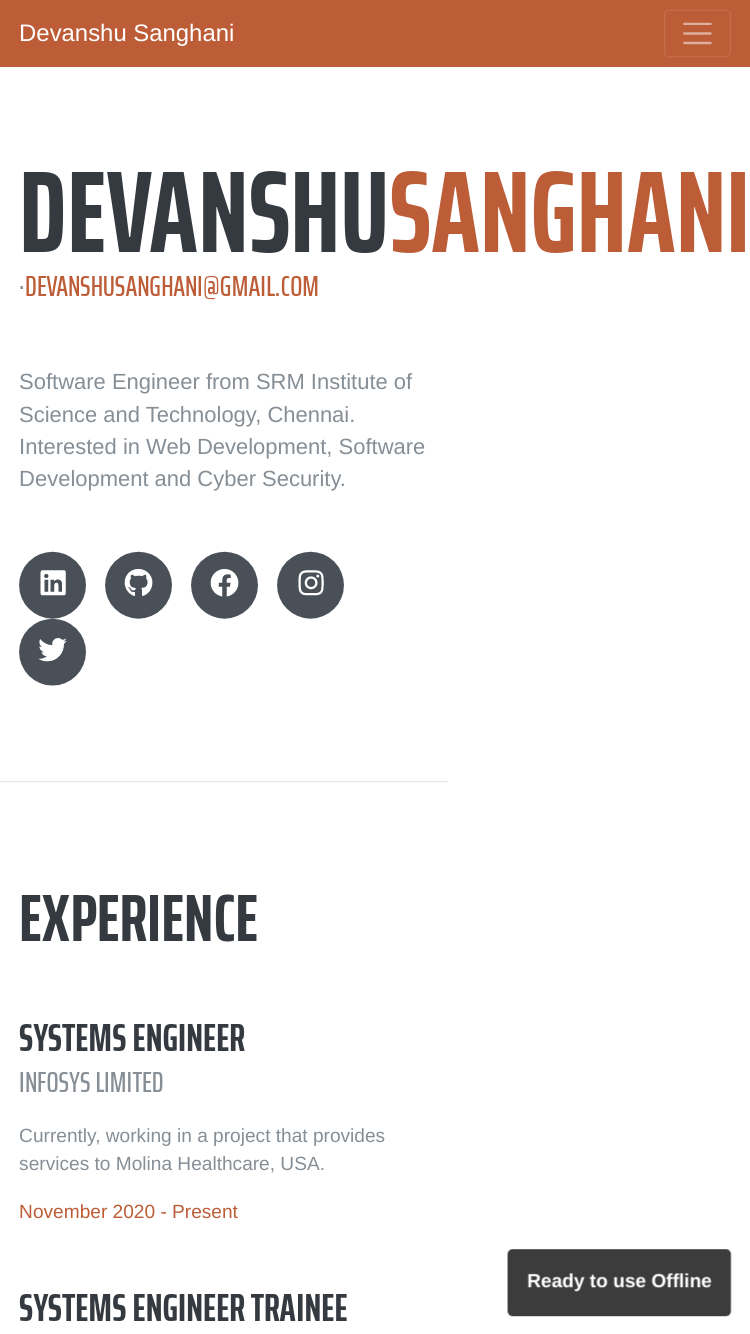 Devanshu Sanghani
DEVANSHUSANGHANI
·DEVANSHUSANGHANI@GMAIL.COM
Software Engineer from SRM Institute of
Science and Technology, Chennai.
Interested in Web Development, Software
Development and Cyber Security.
EXPERIENCE
SYSTEMS ENGINEER
INFOSYS LIMITED
Currently, working in a project that provides
services to Molina Healthcare, USA.
November 2020 - Present
SYSTEMS ENGINEER TRAINEE
Ready to use Offline